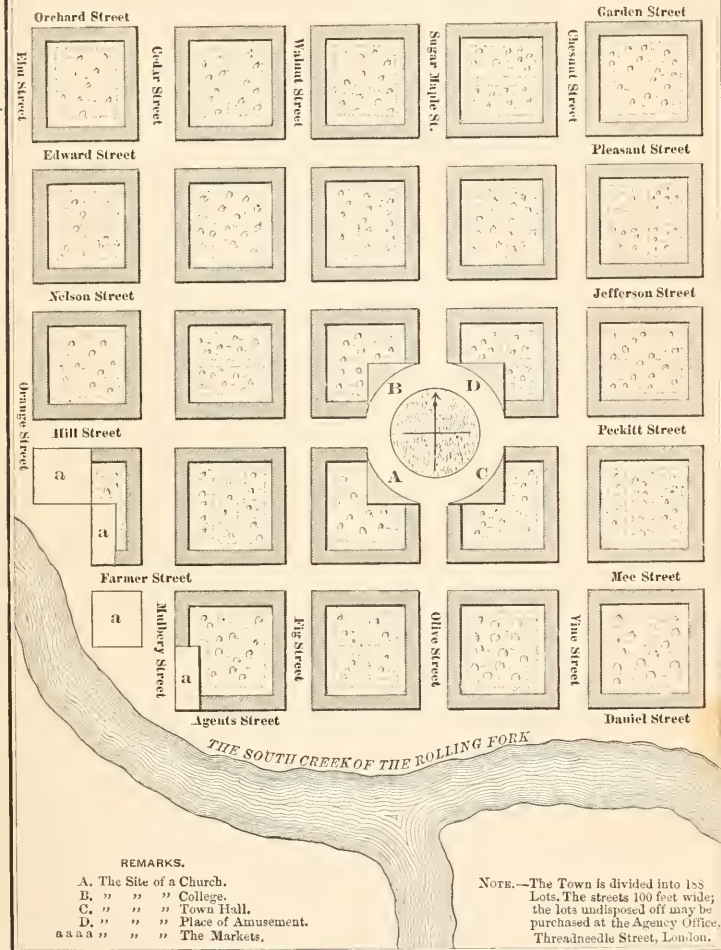 Orchard Street
Garden Street
Elm Street
Cedar Street
Walnut Street
Sugar Maple St.
Chesnut Street
Edward Street
Pleasant Street
Nelson Street
Jefferson Street
Orange Street
B
D
Hill Street
Peckitt Street
a
A
C
a
Farmer Street
Mee Street
a
Mulbery Street
a
Fig Street
Olive Street
Vine Street
Agents Street
Daniel Street
THE SOUTH CREEK OF THE ROLLING FORK
REMARKS.
A. The Site of a Church.
B. " " " College.
C. " " " Town Hall.
D. " " " Place of Amusement.
a a a a " " " The Markets.
NOTE.—The Town is divided into 188
Lots. The streets 100 feet wide;
the lots undisposed off may be
purchased at the Agency Office,
Threadneedle Street, London.